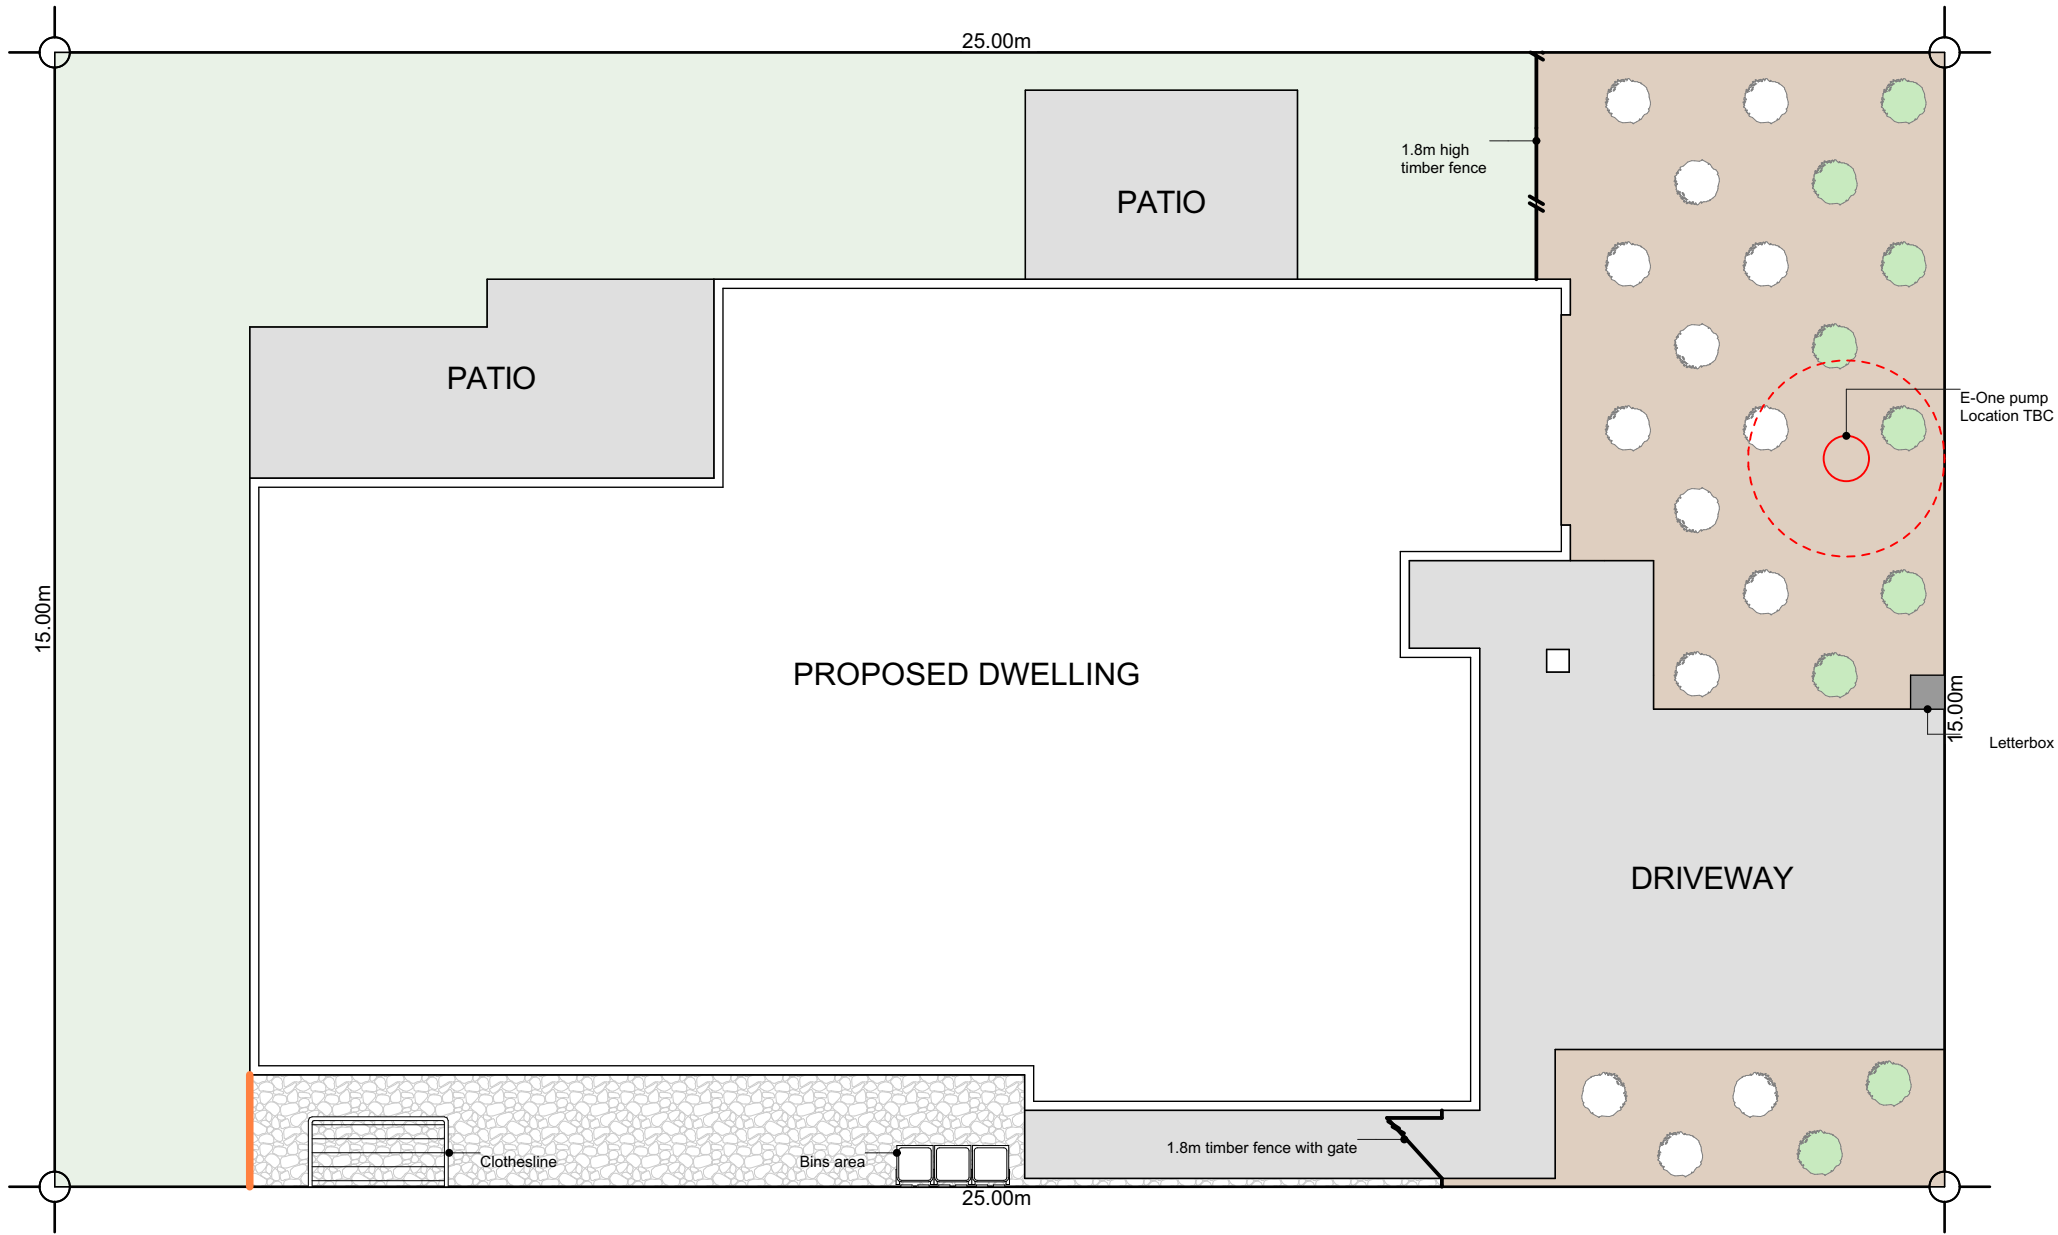 25.00m
1.8m high
timber fence
PATIO
PATIO
E-One pump
Location TBC
15.00m
PROPOSED DWELLING
15.00m
Letterbox
DRIVEWAY
1.8m timber fence with gate
Clothesline
Bins area
25.00m